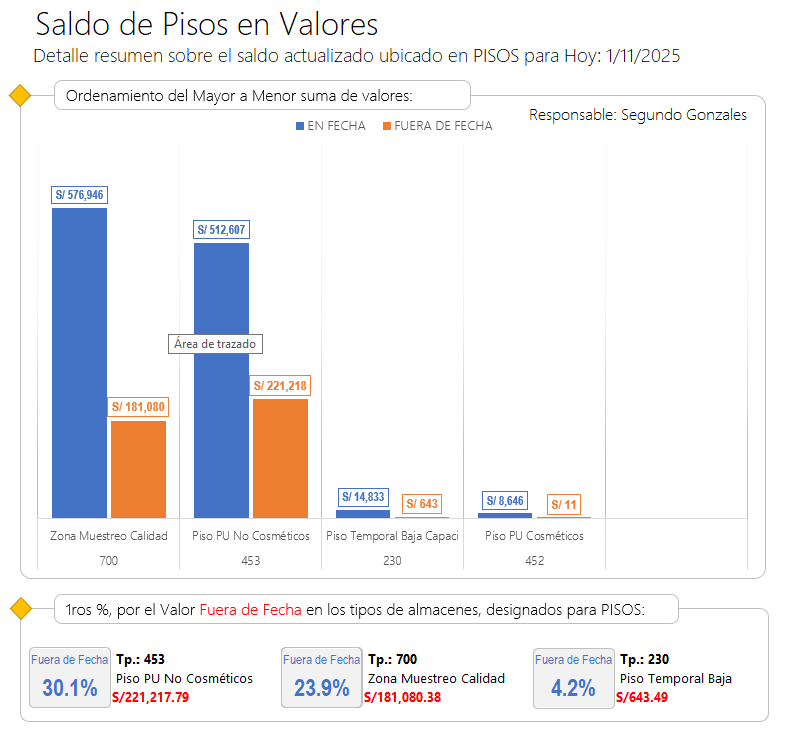 Saldo de Pisos en Valores
Detalle resumen sobre el saldo actualizado ubicado en PISOS para Hoy: 1/11/2025
Ordenamiento del Mayor a Menor suma de valores:
Responsable: Segundo Gonzales
EN FECHA FUERA DE FECHA
S/ 576,946
S/ 512,607
Área de trazado
S/ 221,218
S/ 181,080
S/ 14,833
S/ 643
S/ 8,646
S/ 11
Zona Muestreo Calidad Piso PU No Cosméticos Piso Temporal Baja Capaci Piso PU Cosméticos
700 453 230 452
1ros %, por el Valor Fuera de Fecha en los tipos de almacenes, designados para PISOS:
Fuera de Fecha
30.1%
Tp.: 453
Piso PU No Cosméticos
S/221,217.79
Fuera de Fecha
23.9%
Tp.: 700
Zona Muestreo Calidad
S/181,080.38
Fuera de Fecha
4.2%
Tp.: 230
Piso Temporal Baja
S/643.49